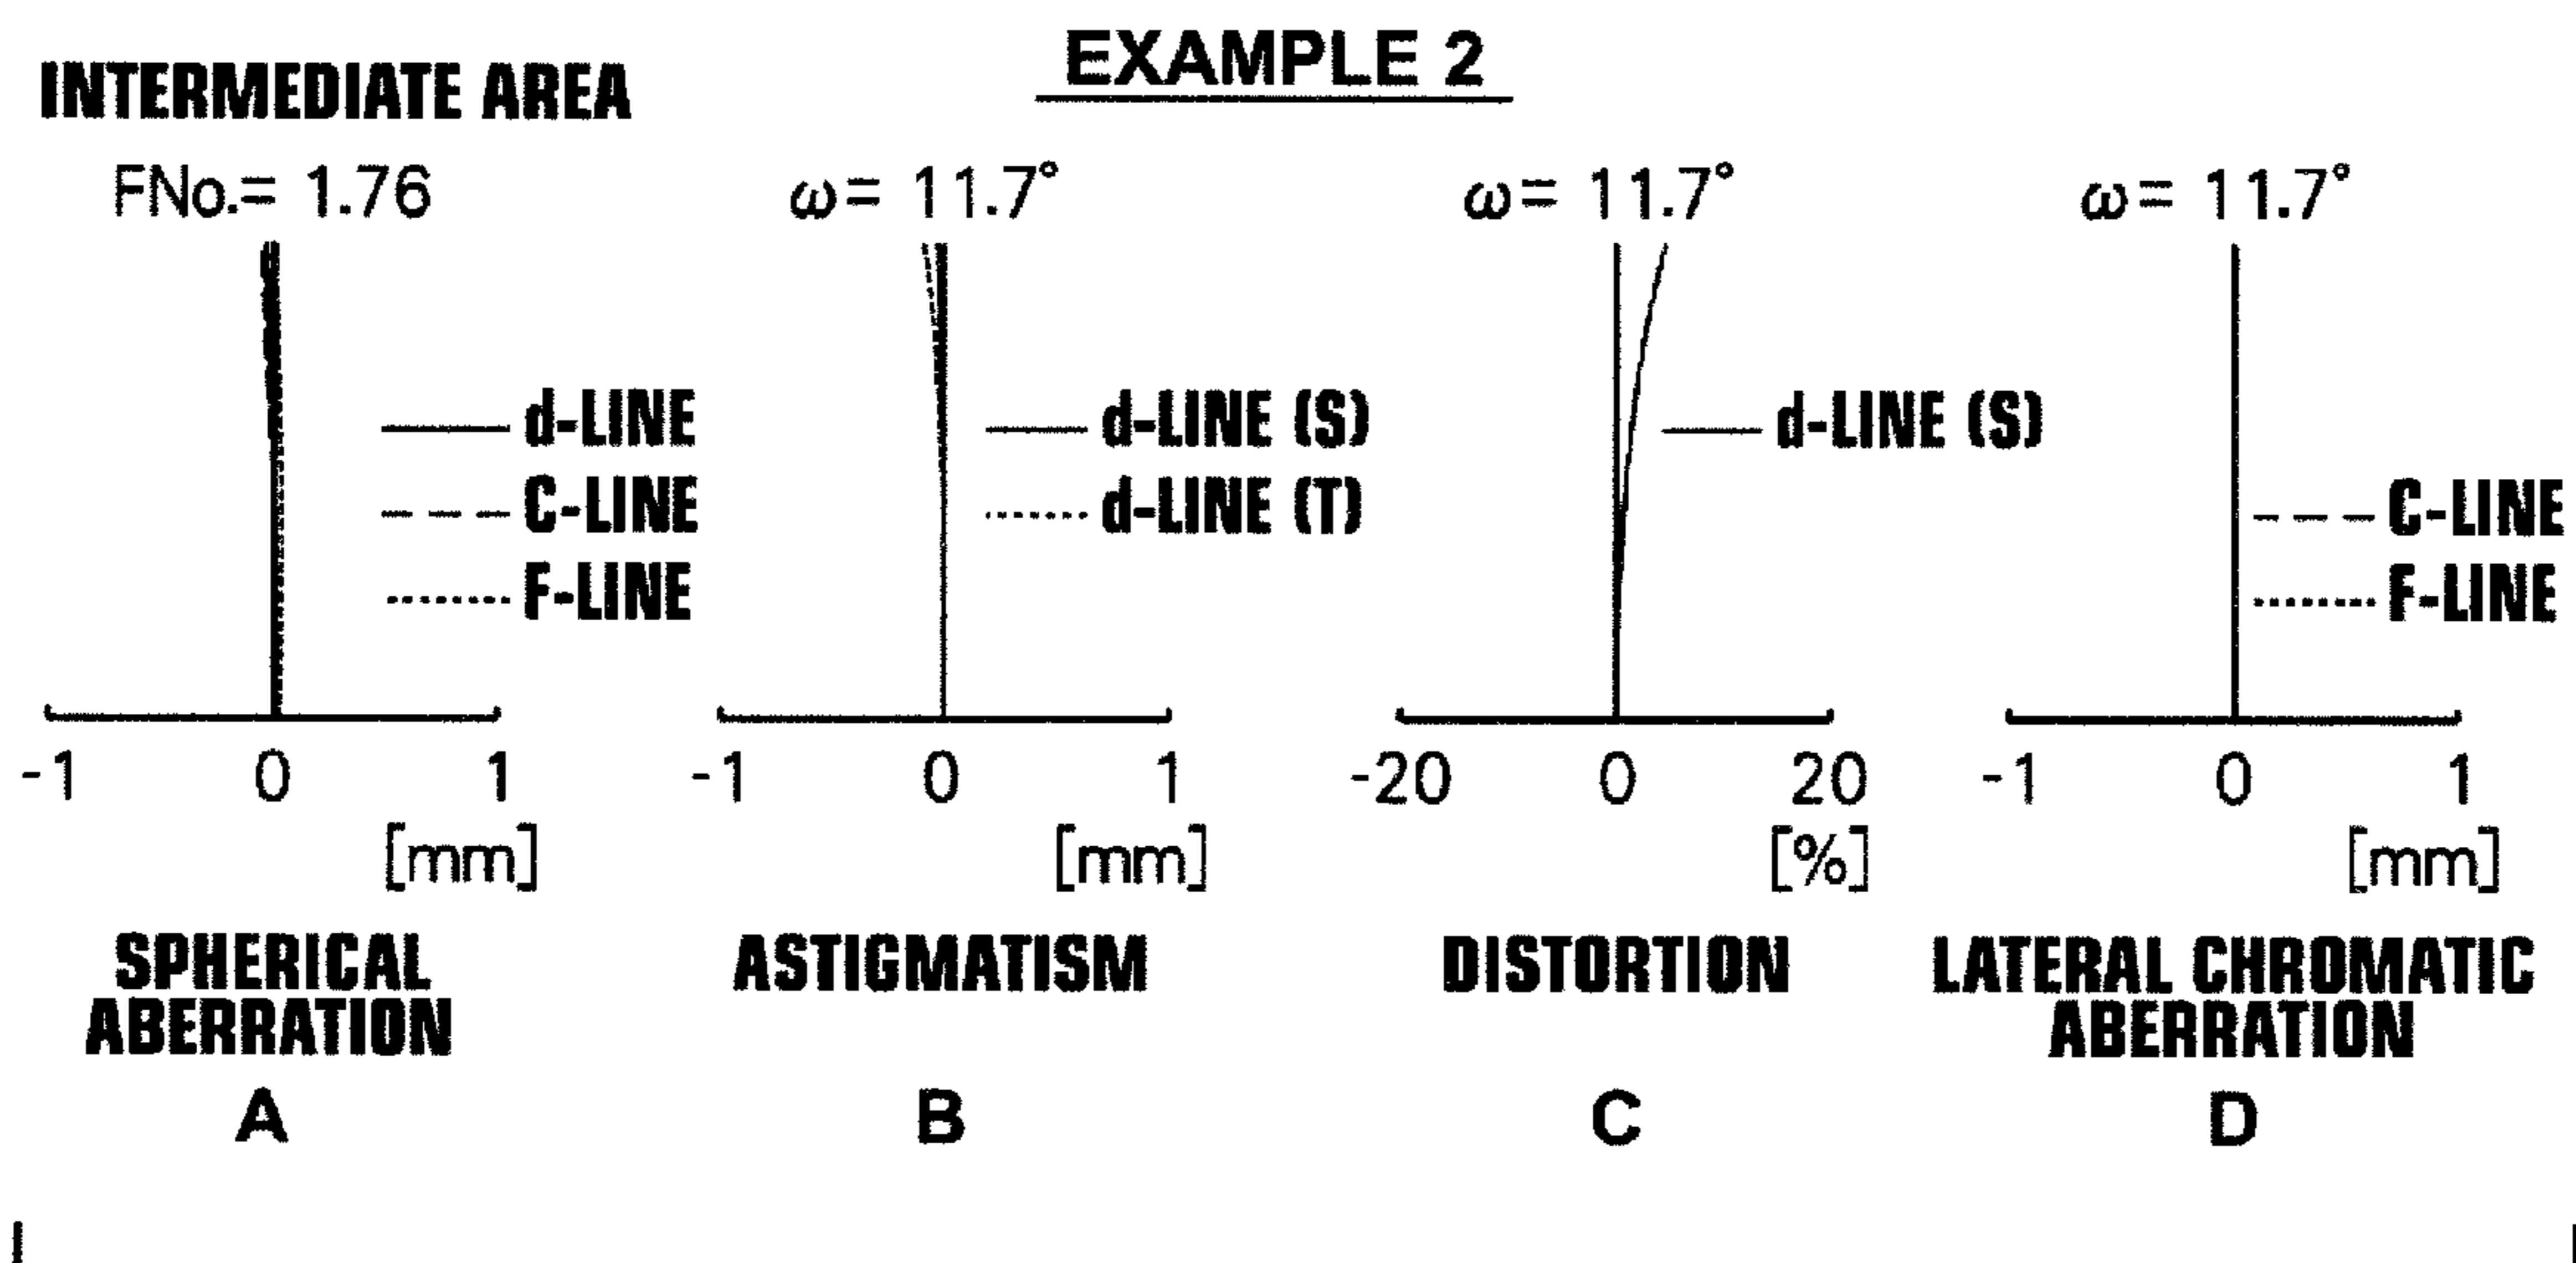 EXAMPLE 2
INTERMEDIATE AREA
FNo.= 1.76
d-LINE
C-LINE
F-LINE
-1 0 1
[mm]
SPHERICAL
ABERRATION
A
ω= 11.7°
d-LINE (S)
d-LINE (T)
-1 0 1
[mm]
ASTIGMATISM
B
ω= 11.7°
d-LINE (S)
-20 0 20
[%]
DISTORTION
C
ω= 11.7°
C-LINE
F-LINE
-1 0 1
[mm]
LATERAL CHROMATIC
ABERRATION
D